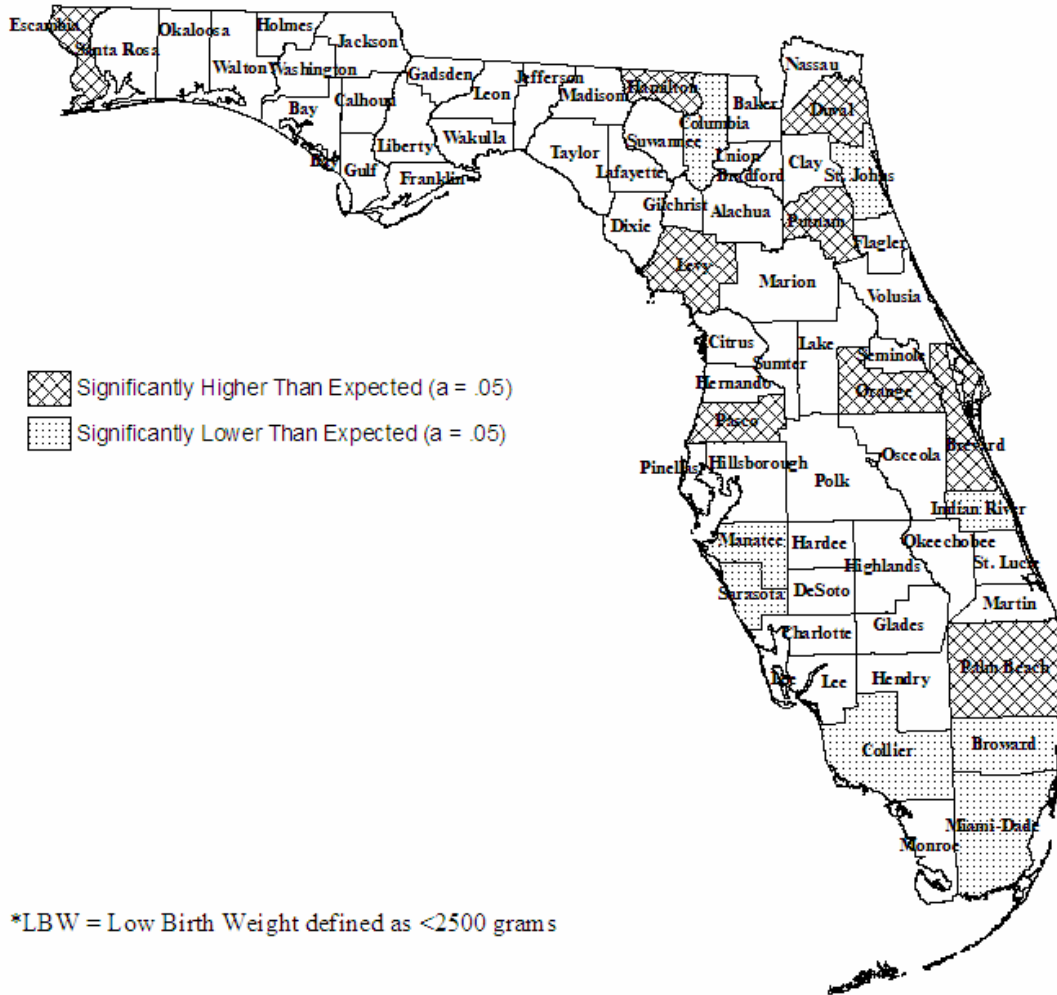 Escambia
Santa Rosa
Okaloosa
Holmes
Walton
Washington
Jackson
Bay
Calhoun
Gadsden
Liberty
Gulf
Bay
Franklin
Leon
Wakulla
Jefferson
Madison
Taylor
Hamilton
Suwannee
Lafayette
Columbia
Baker
Nassau
Duval
Union
Bradford
Clay
St. Johns
Gilchrist
Dixie
Alachua
Putnam
Flagler
Levy
Marion
Volusia
Citrus
Sumter
Lake
Seminole
Hernando
Orange
Pasco
Brevard
Significantly Higher Than Expected (a = .05)
Significantly Lower Than Expected (a = .05)
Pinellas
Hillsborough
Polk
Osceola
Indian River
Manatee
Hardee
Highlands
Okeechobee
St. Lucie
Sarasota
DeSoto
Martin
Charlotte
Glades
Lee
Lee
Hendry
Palm Beach
Collier
Broward
Miami-Dade
Monroe
*LBW = Low Birth Weight defined as <2500 grams